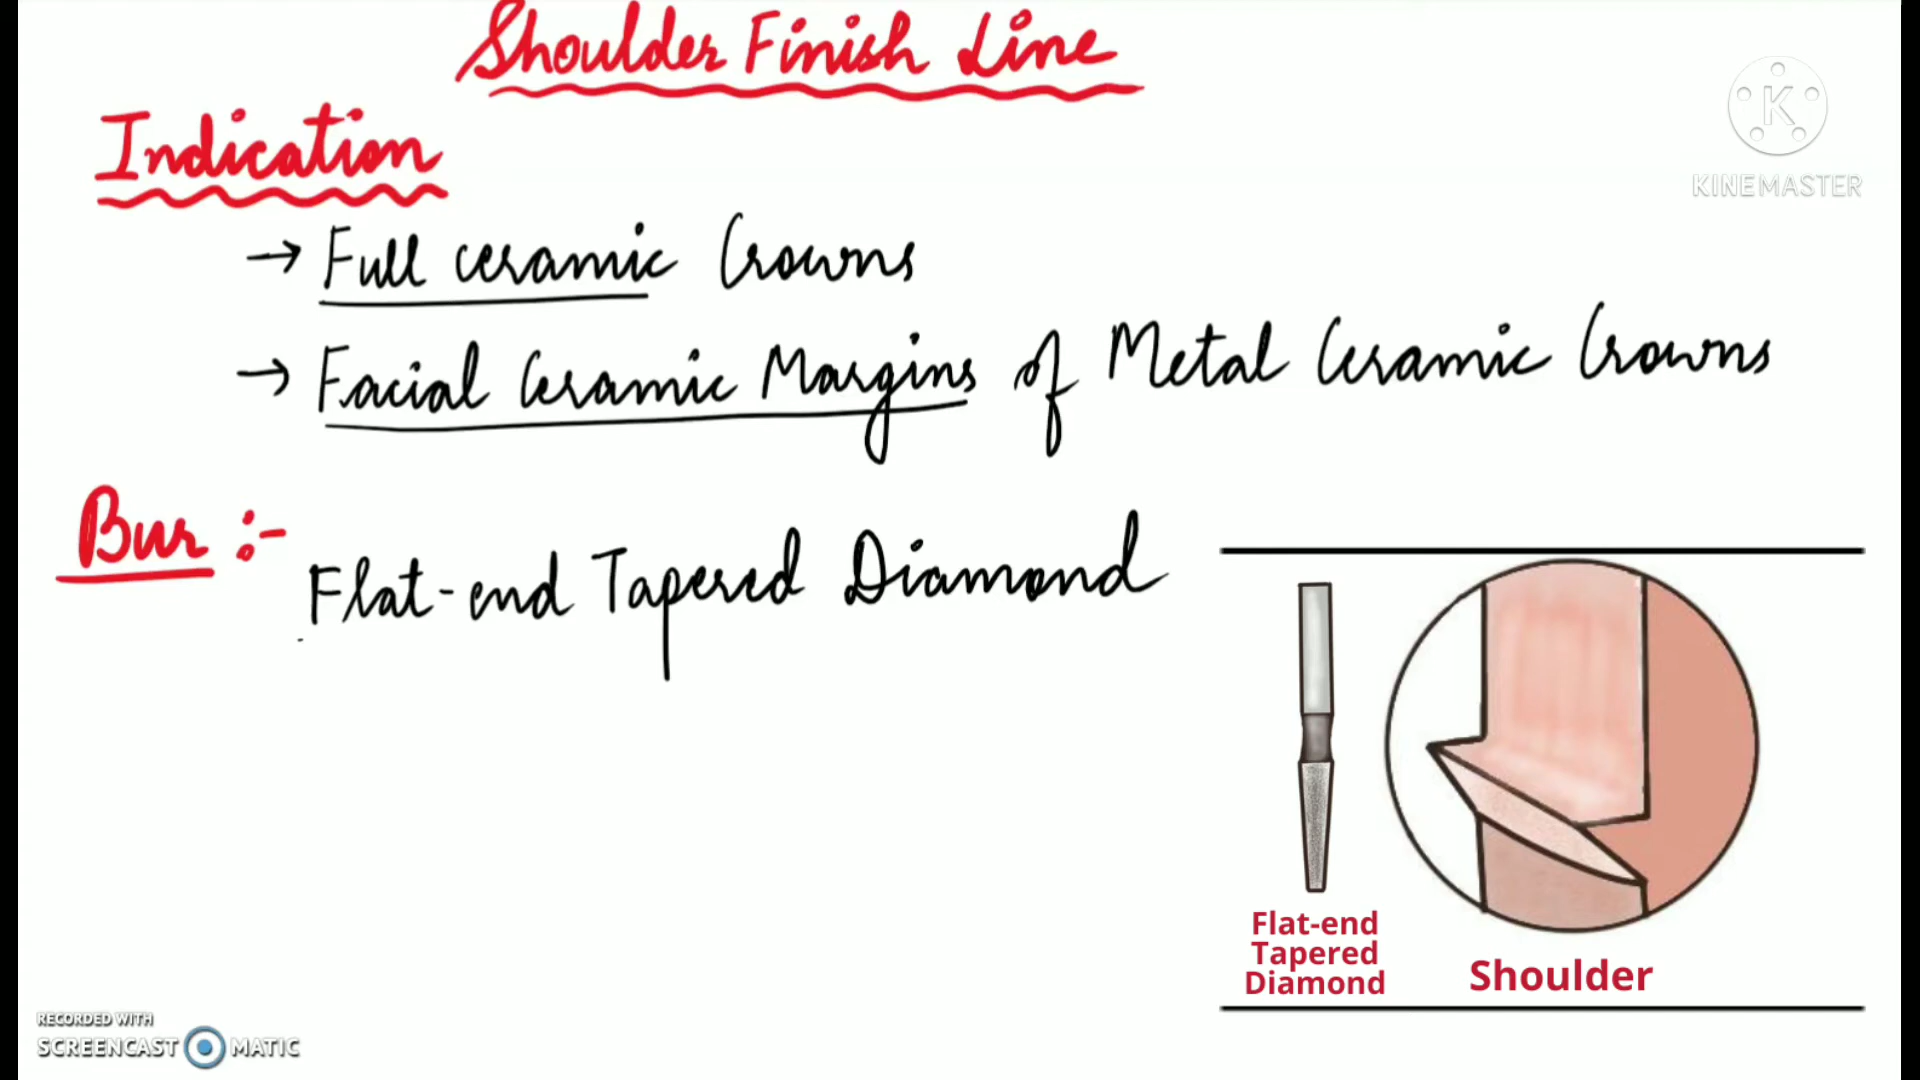 Shoulder Finish Line
Indication
→ Full ceramic Crowns
→ Facial Ceramic Margins of Metal Ceramic Crowns
Bur :-
Flat-end Tapered Diamond
Flat-end
Tapered
Diamond
Shoulder
K
KINEMASTER
RECORDED WITH
SCREENCAST MATIC